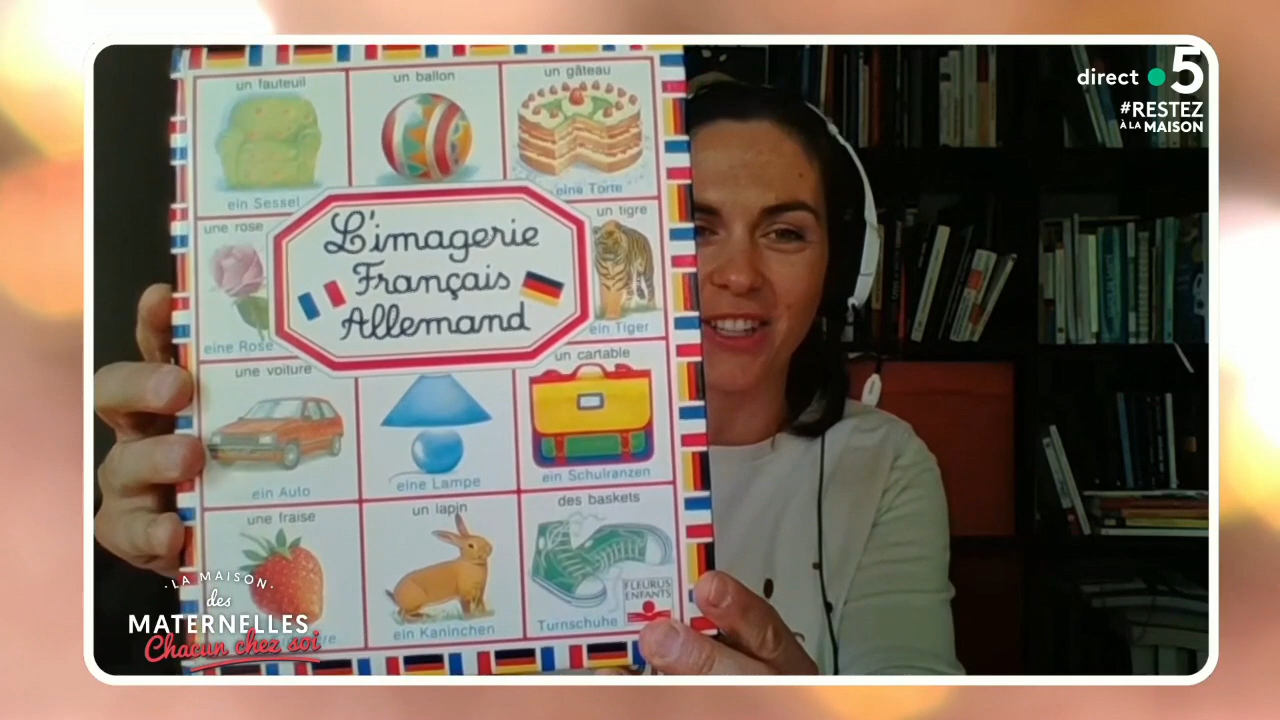 direct 5
#RESTEZ
À LA MAISON
un fauteuil
un ballon
un gâteau
ein Sessel
eine Torte
une rose
un tigre
L'imagerie
Français
Allemand
eine Rose
ein Tiger
une voiture
un cartable
ein Auto
eine Lampe
ein Schulranzen
une fraise
un lapin
des baskets
ein Kaninchen
Turnschuhe
FLEURUS
ENFANTS
·LA MAISON·
des
MATERNELLES
Chacun chez soi